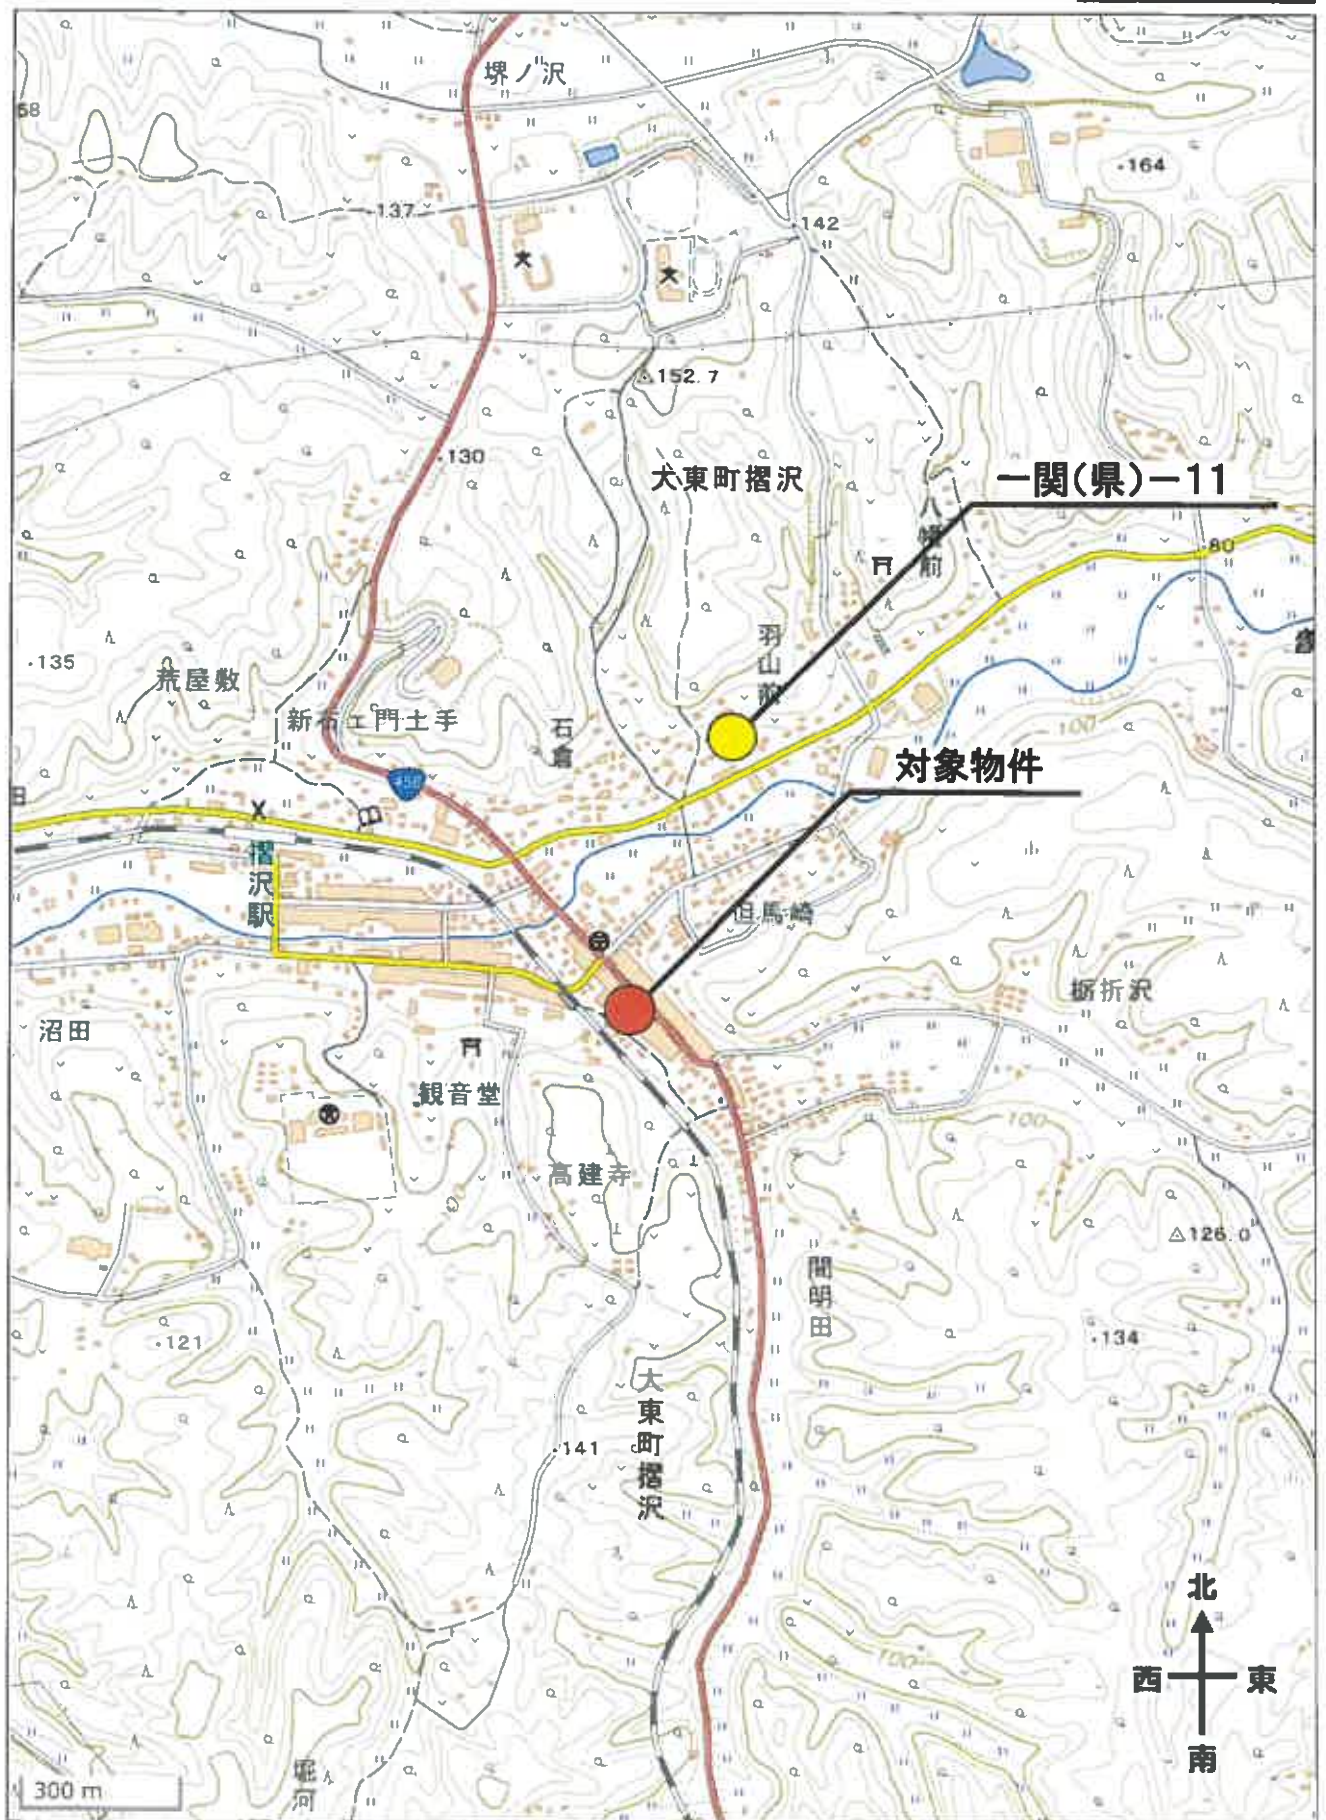 堺ノ沢
58
164
137
142
152.7
130
大東町摺沢
一関(県)－11
八幡前
80
羽山前
135
荒屋敷
新右エ門土手
石倉
対象物件
456
摺沢駅
100
但馬崎
栃折沢
沼田
観音堂
100
高建寺
126.0
間明田
121
134
大東町摺沢
141
北
西 東
南
100
堀河
300 m